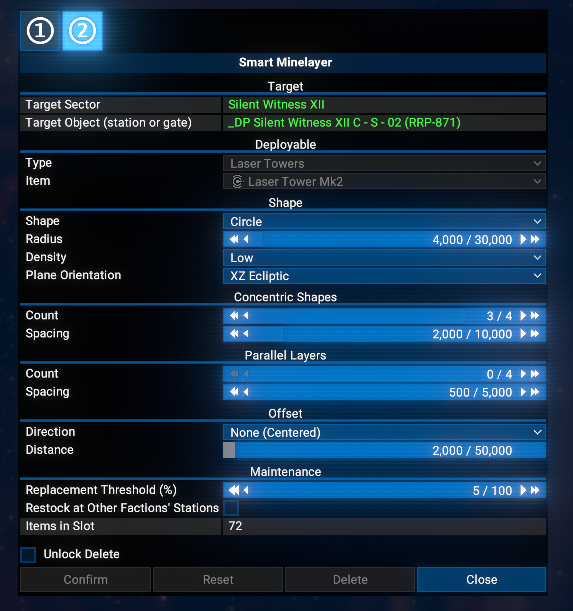 ① ②
Smart Minelayer
Target
Target Sector Silent Witness XII
Target Object (station or gate) _DP Silent Witness XII C - S - 02 (RRP-871)
Deployable
Type Laser Towers
Item Laser Tower Mk2
Shape
Shape Circle
Radius 4,000 / 30,000
Density Low
Plane Orientation XZ Ecliptic
Concentric Shapes
Count 3 / 4
Spacing 2,000 / 10,000
Parallel Layers
Count 0 / 4
Spacing 500 / 5,000
Offset
Direction None (Centered)
Distance 2,000 / 50,000
Maintenance
Replacement Threshold (%) 5 / 100
Restock at Other Factions' Stations
Items in Slot 72
Unlock Delete
Confirm Reset Delete Close